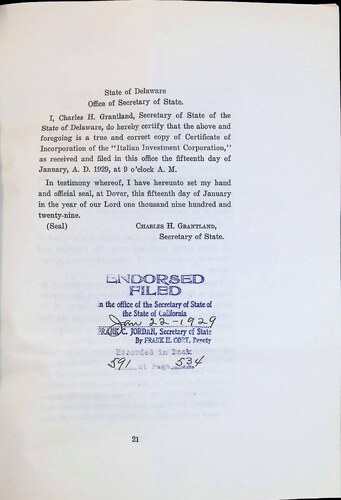 State of Delaware
Office of Secretary of State.
I, Charles H. Grantland, Secretary of State of the
State of Delaware, do hereby certify that the above and
foregoing is a true and correct copy of Certificate of
Incorporation of the "Italian Investment Corporation,"
as received and filed in this office the fifteenth day of
January, A. D. 1929, at 9 o'clock A. M.
In testimony whereof, I have hereunto set my hand
and official seal, at Dover, this fifteenth day of January
in the year of our Lord one thousand nine hundred and
twenty-nine.
(Seal) CHARLES H. GRANTLAND,
Secretary of State.
ENDORSED
FILED
in the office of the Secretary of State of
the State of California
Jan 22-1929
FRANK C. JORDAN, Secretary of State
By FRANK H. CORY, Deputy
Recorded in Book
591 at Page 534
21